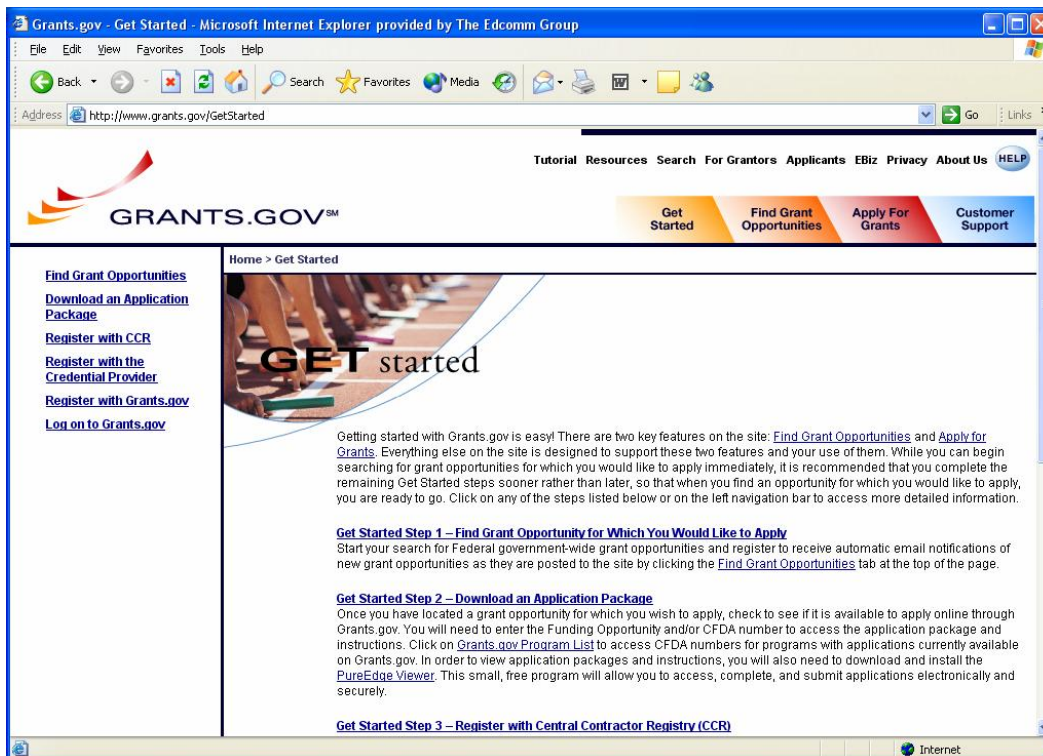 Grants.gov - Get Started - Microsoft Internet Explorer provided by The Edcomm Group
File Edit View Favorites Tools Help
Back Search Favorites Media
Address http://www.grants.gov/GetStarted Go Links
Tutorial Resources Search For Grantors Applicants EBiz Privacy About Us HELP
GRANTS.GOV℠
Get Started
Find Grant Opportunities
Apply For Grants
Customer Support
Home > Get Started
Find Grant Opportunities
Download an Application
Package
Register with CCR
Register with the
Credential Provider
Register with Grants.gov
Log on to Grants.gov
GET started
Getting started with Grants.gov is easy! There are two key features on the site: Find Grant Opportunities and Apply for
Grants. Everything else on the site is designed to support these two features and your use of them. While you can begin
searching for grant opportunities for which you would like to apply immediately, it is recommended that you complete the
remaining Get Started steps sooner rather than later, so that when you find an opportunity for which you would like to apply,
you are ready to go. Click on any of the steps listed below or on the left navigation bar to access more detailed information.
Get Started Step 1 – Find Grant Opportunity for Which You Would Like to Apply
Start your search for Federal government-wide grant opportunities and register to receive automatic email notifications of
new grant opportunities as they are posted to the site by clicking the Find Grant Opportunities tab at the top of the page.
Get Started Step 2 – Download an Application Package
Once you have located a grant opportunity for which you wish to apply, check to see if it is available to apply online through
Grants.gov. You will need to enter the Funding Opportunity and/or CFDA number to access the application package and
instructions. Click on Grants.gov Program List to access CFDA numbers for programs with applications currently available
on Grants.gov. In order to view application packages and instructions, you will also need to download and install the
PureEdge Viewer. This small, free program will allow you to access, complete, and submit applications electronically and
securely.
Get Started Step 3 – Register with Central Contractor Registry (CCR)
Internet